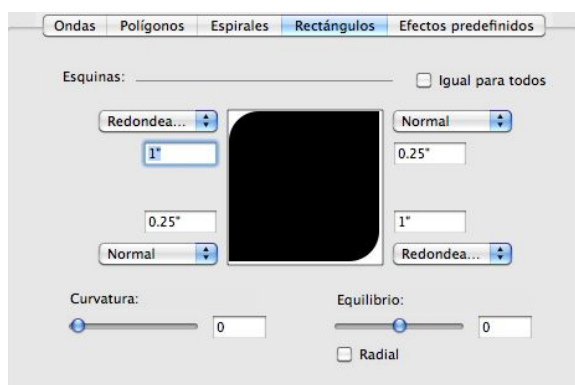 Ondas Polígonos Espirales Rectángulos Efectos predefinidos
Esquinas: Igual para todos
Redondea... Normal
1" 0.25"
0.25" 1"
Normal Redondea...
Curvatura: Equilibrio:
0 0
Radial